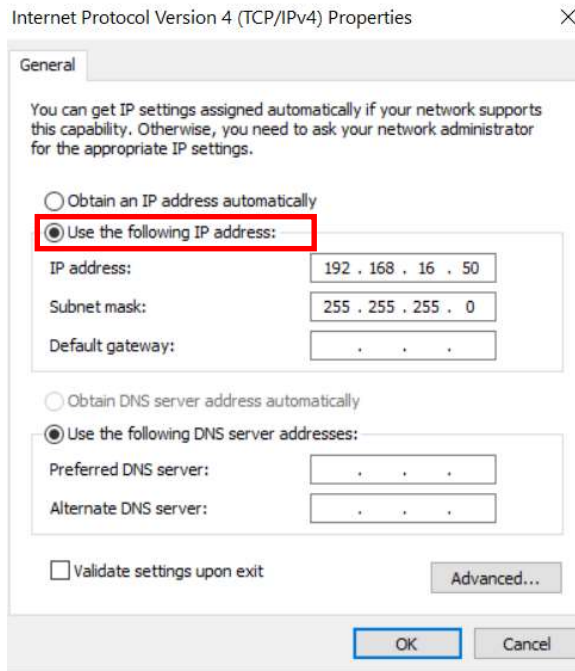 Internet Protocol Version 4 (TCP/IPv4) Properties
General
You can get IP settings assigned automatically if your network supports
this capability. Otherwise, you need to ask your network administrator
for the appropriate IP settings.
Obtain an IP address automatically
Use the following IP address:
IP address: 192 . 168 . 16 . 50
Subnet mask: 255 . 255 . 255 . 0
Default gateway: . . .
Obtain DNS server address automatically
Use the following DNS server addresses:
Preferred DNS server: . . .
Alternate DNS server: . . .
Validate settings upon exit
Advanced...
OK Cancel